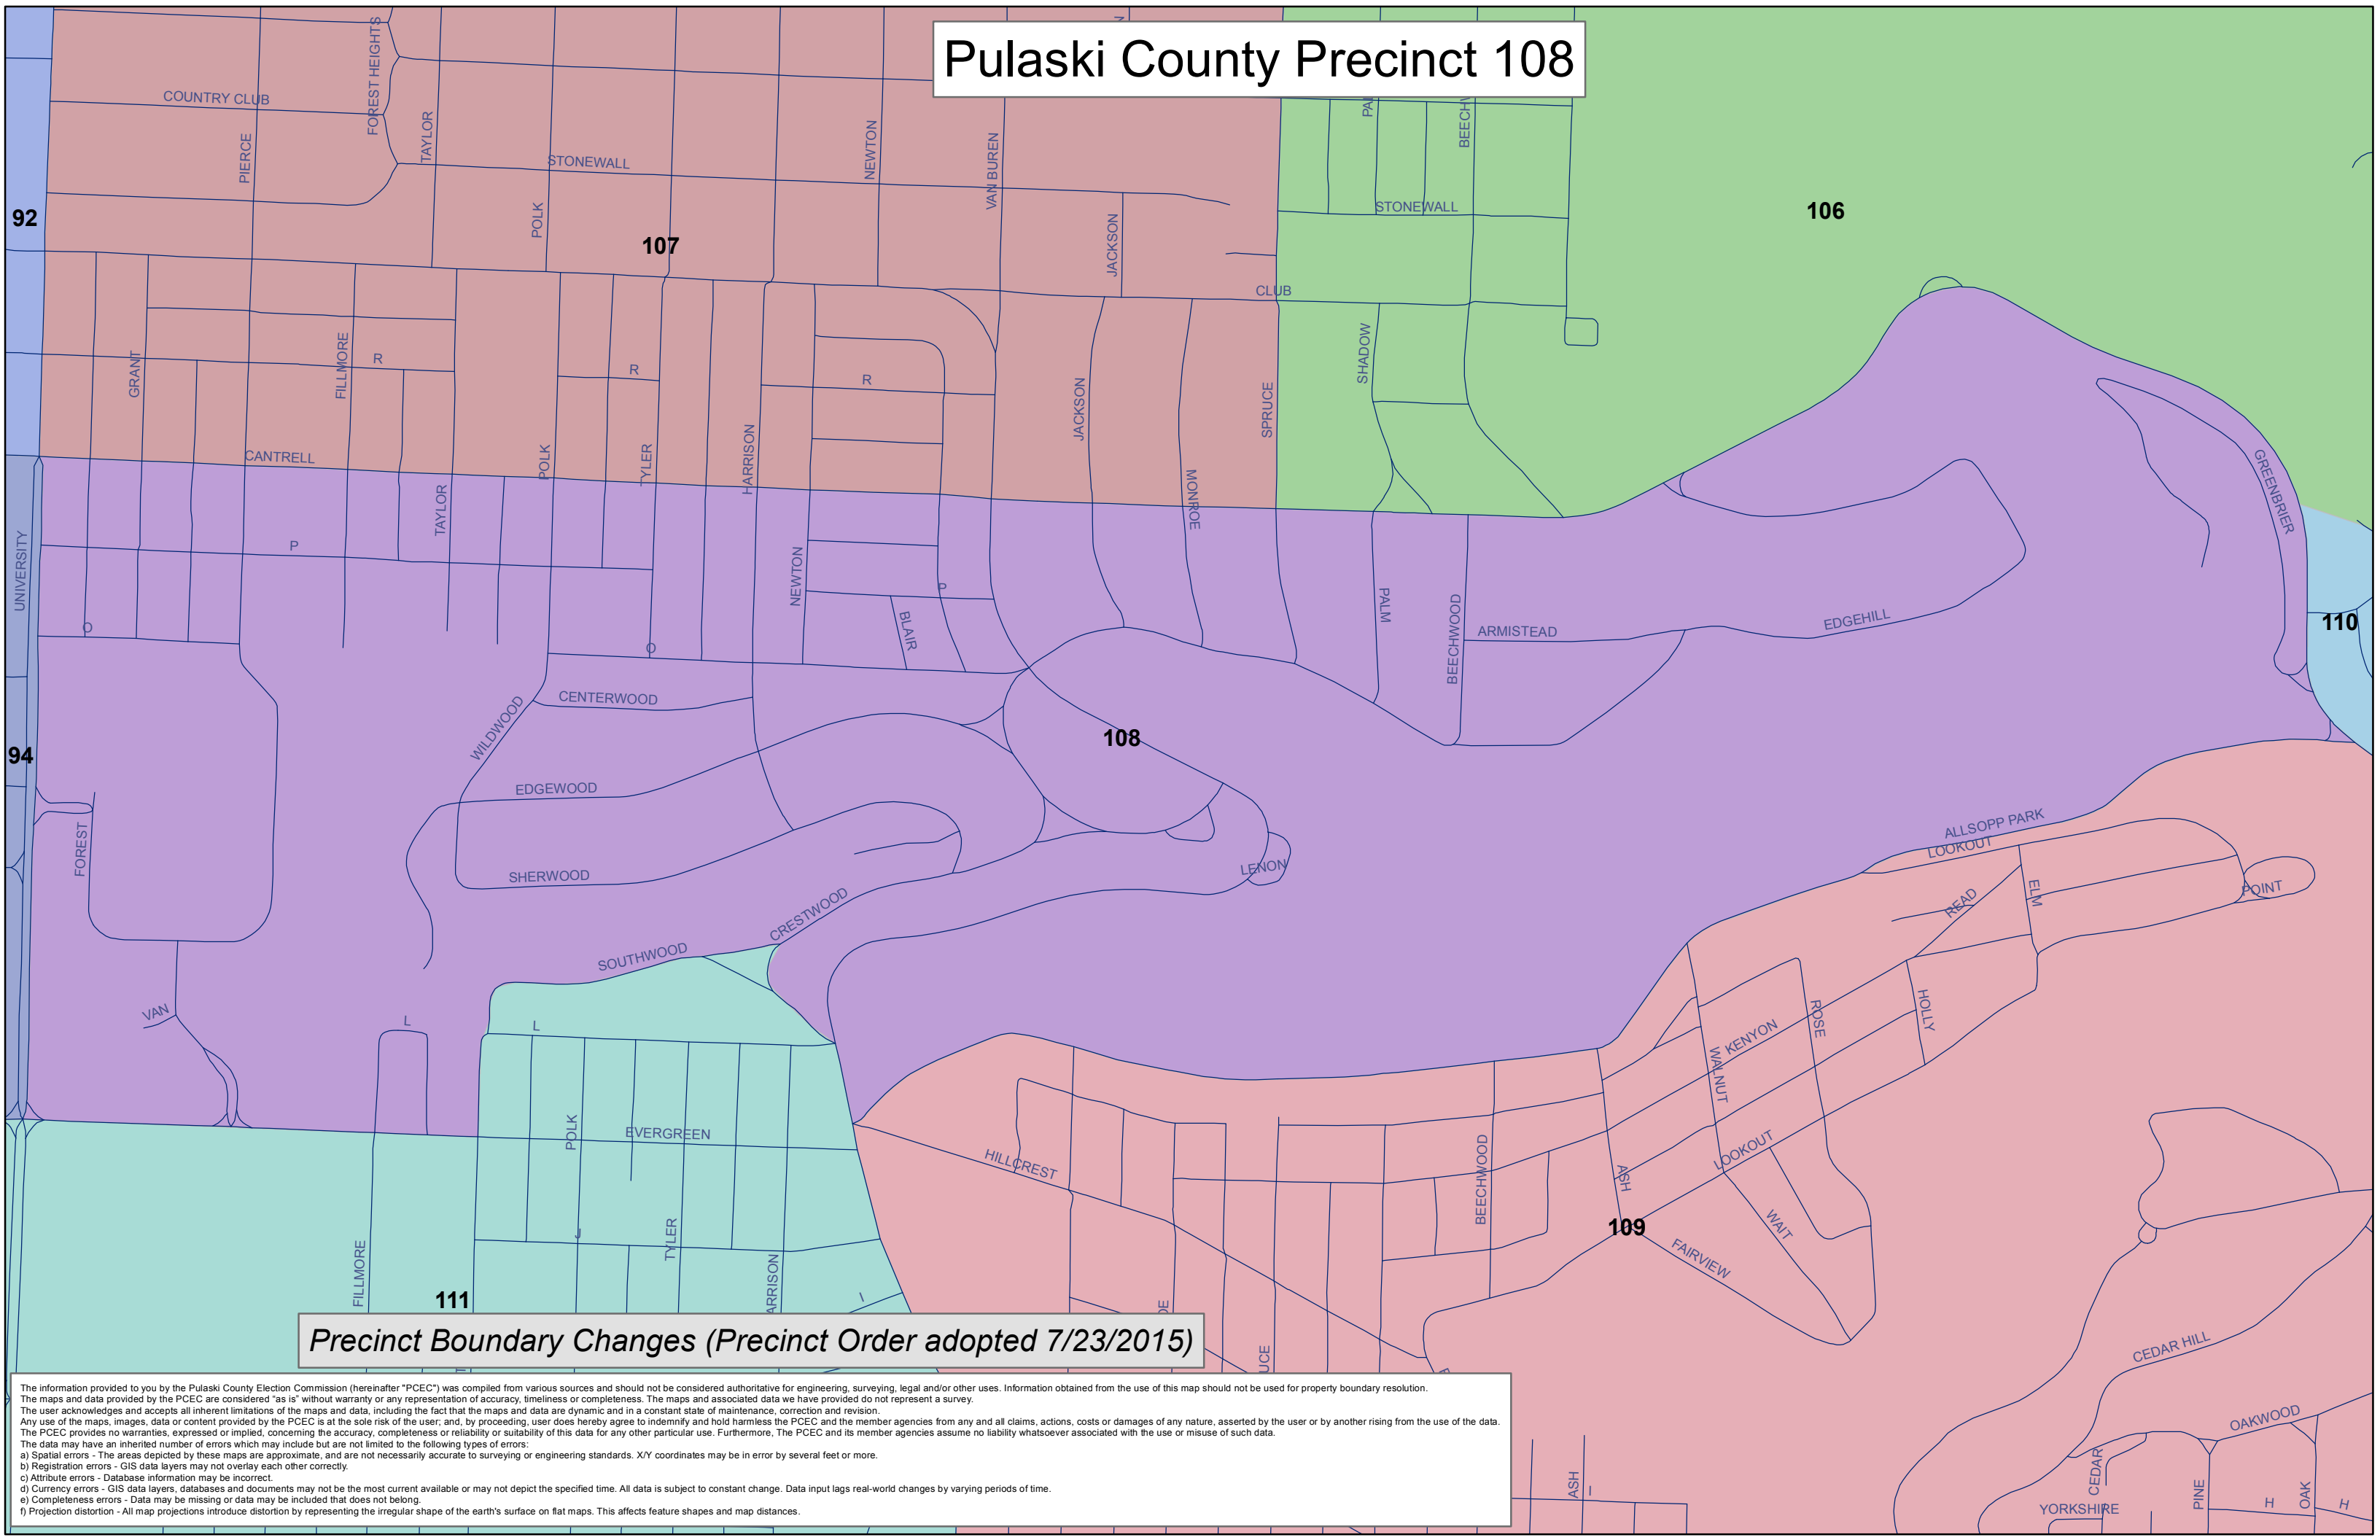 Pulaski County Precinct 108
FOREST HEIGHTS
COUNTRY CLUB
PIERCE
TAYLOR
STONEWALL
NEWTON
VAN BUREN
BEECHW
POLK
JACKSON
STONEWALL
92
107
106
CLUB
GRANT
FILLMORE
R
R
R
SHADOW
JACKSON
SPRUCE
CANTRELL
POLK
TYLER
HARRISON
MONROE
GREENBRIER
TAYLOR
UNIVERSITY
P
NEWTON
P
BLAIR
PALM
BEECHWOOD
ARMISTEAD
EDGEHILL
110
O
O
CENTERWOOD
WILDWOOD
108
94
EDGEWOOD
FOREST
SHERWOOD
LENON
ALLSOPP PARK
LOOKOUT
POINT
ELM
READ
CRESTWOOD
SOUTHWOOD
VAN
L
L
ROSE
HOLLY
KENYON
WALNUT
POLK
EVERGREEN
HILLCREST
BEECHWOOD
ASH
LOOKOUT
109
WAIT
FAIRVIEW
J
TYLER
FILLMORE
ARRISON
I
111
CEDAR HILL
UCE
Precinct Boundary Changes (Precinct Order adopted 7/23/2015)
The information provided to you by the Pulaski County Election Commission (hereinafter "PCEC") was compiled from various sources and should not be considered authoritative for engineering, surveying, legal and/or other uses. Information obtained from the use of this map should not be used for property boundary resolution.
The maps and data provided by the PCEC are considered "as is" without warranty or any representation of accuracy, timeliness or completeness. The maps and associated data we have provided do not represent a survey.
The user acknowledges and accepts all inherent limitations of the maps and data, including the fact that the maps and data are dynamic and in a constant state of maintenance, correction and revision.
Any use of the maps, images, data or content provided by the PCEC is at the sole risk of the user; and, by proceeding, user does hereby agree to indemnify and hold harmless the PCEC and the member agencies from any and all claims, actions, costs or damages of any nature, asserted by the user or by another rising from the use of the data.
The PCEC provides no warranties, expressed or implied, concerning the accuracy, completeness or reliability or suitability of this data for any other particular use. Furthermore, The PCEC and its member agencies assume no liability whatsoever associated with the use or misuse of such data.
The data may have an inherited number of errors which may include but are not limited to the following types of errors:
a) Spatial errors - The areas depicted by these maps are approximate, and are not necessarily accurate to surveying or engineering standards. X/Y coordinates may be in error by several feet or more.
b) Registration errors - GIS data layers may not overlay each other correctly.
c) Attribute errors - Database information may be incorrect.
d) Currency errors - GIS data layers, databases and documents may not be the most current available or may not depict the specified time. All data is subject to constant change. Data input lags real-world changes by varying periods of time.
e) Completeness errors - Data may be missing or data may be included that does not belong.
f) Projection distortion - All map projections introduce distortion by representing the irregular shape of the earth's surface on flat maps. This affects feature shapes and map distances.
OAKWOOD
CEDAR
ASH
I
PINE
OAK
YORKSHIRE
H
H